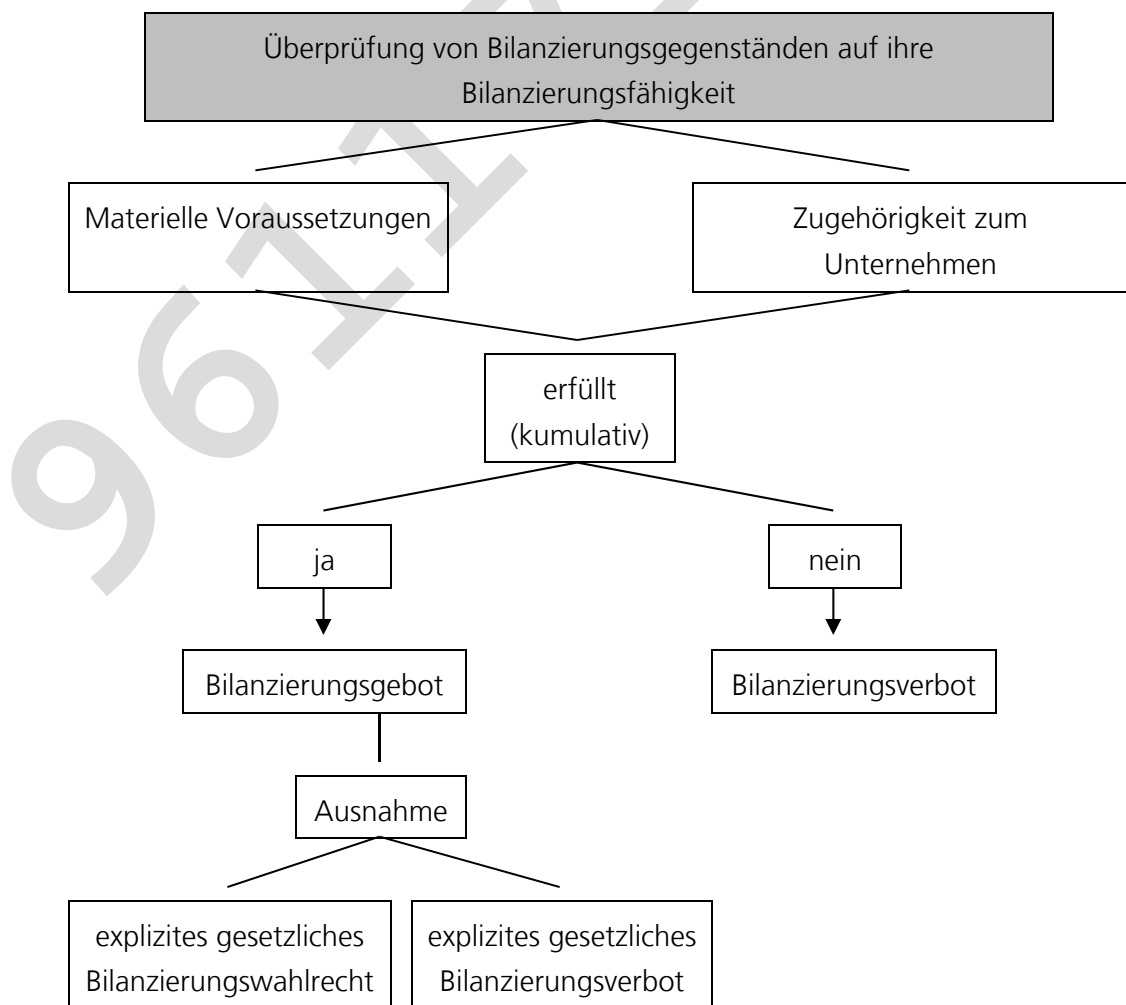 Überprüfung von Bilanzierungsgegenständen auf ihre
Bilanzierungsfähigkeit
Materielle Voraussetzungen
Zugehörigkeit zum
Unternehmen
erfüllt
(kumulativ)
ja
nein
Bilanzierungsgebot
Bilanzierungsverbot
Ausnahme
explizites gesetzliches
Bilanzierungswahlrecht
explizites gesetzliches
Bilanzierungsverbot